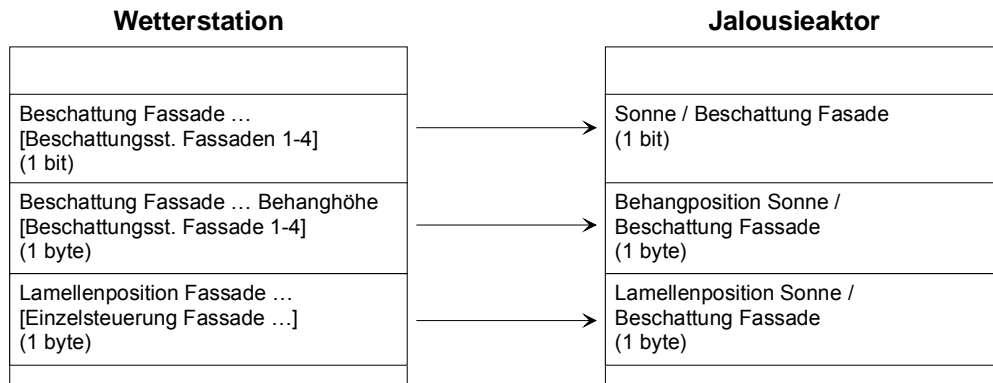 Wetterstation
Jalousieaktor
Beschattung Fassade …
[Beschattungsst. Fassaden 1-4]
(1 bit)
Sonne / Beschattung Fasade
(1 bit)
Beschattung Fassade … Behanghöhe
[Beschattungsst. Fassade 1-4]
(1 byte)
Behangposition Sonne /
Beschattung Fassade
(1 byte)
Lamellenposition Fassade …
[Einzelsteuerung Fassade …]
(1 byte)
Lamellenposition Sonne /
Beschattung Fassade
(1 byte)